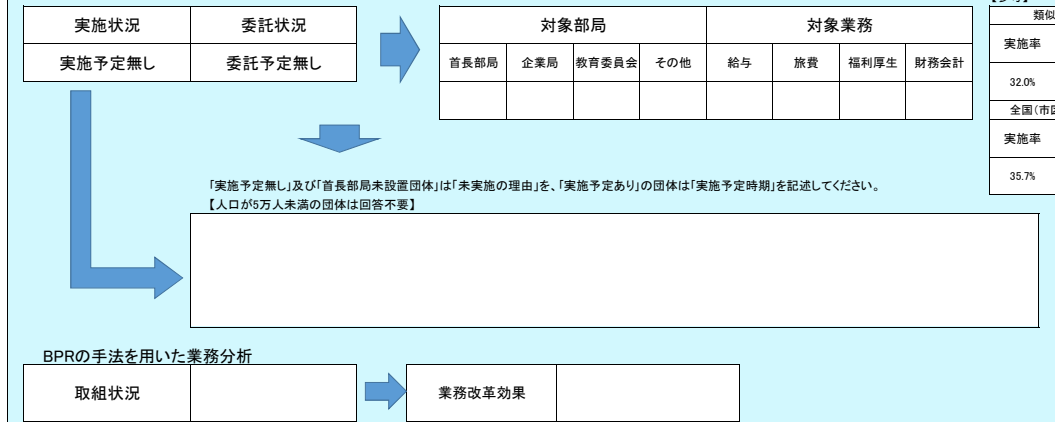 類似
実施状況 委託状況 対象部局 対象業務
実施予定無し 委託予定無し
首長部局 企業局 教育委員会 その他 給与 旅費 福利厚生 財務会計
実施率
32.0%
全国(市区
実施率
35.7%
「実施予定無し」及び「首長部局未設置団体」は「未実施の理由」を、「実施予定あり」の団体は「実施予定時期」を記述してください。
【人口が5万人未満の団体は回答不要】
BPRの手法を用いた業務分析
取組状況 業務改革効果